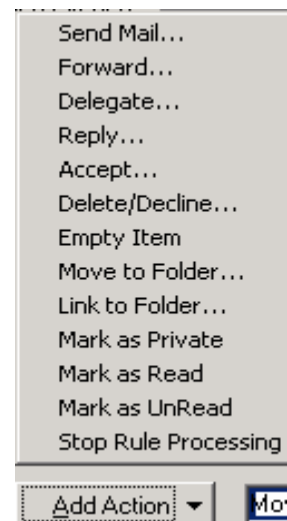 Send Mail...
Forward...
Delegate...
Reply...
Accept...
Delete/Decline...
Empty Item
Move to Folder...
Link to Folder...
Mark as Private
Mark as Read
Mark as UnRead
Stop Rule Processing
Add Action